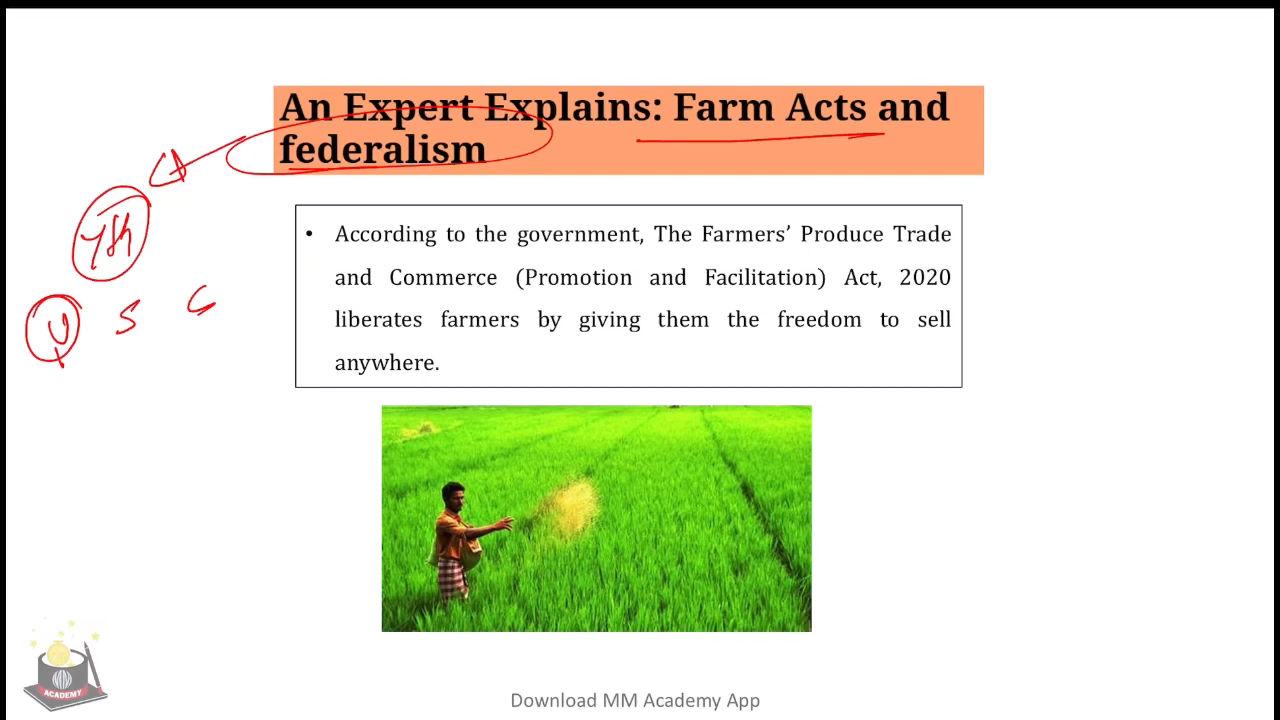 An Expert Explains: Farm Acts and
federalism
7th
U S C
• According to the government, The Farmers’ Produce Trade
and Commerce (Promotion and Facilitation) Act, 2020
liberates farmers by giving them the freedom to sell
anywhere.
ACADEMY
Download MM Academy App